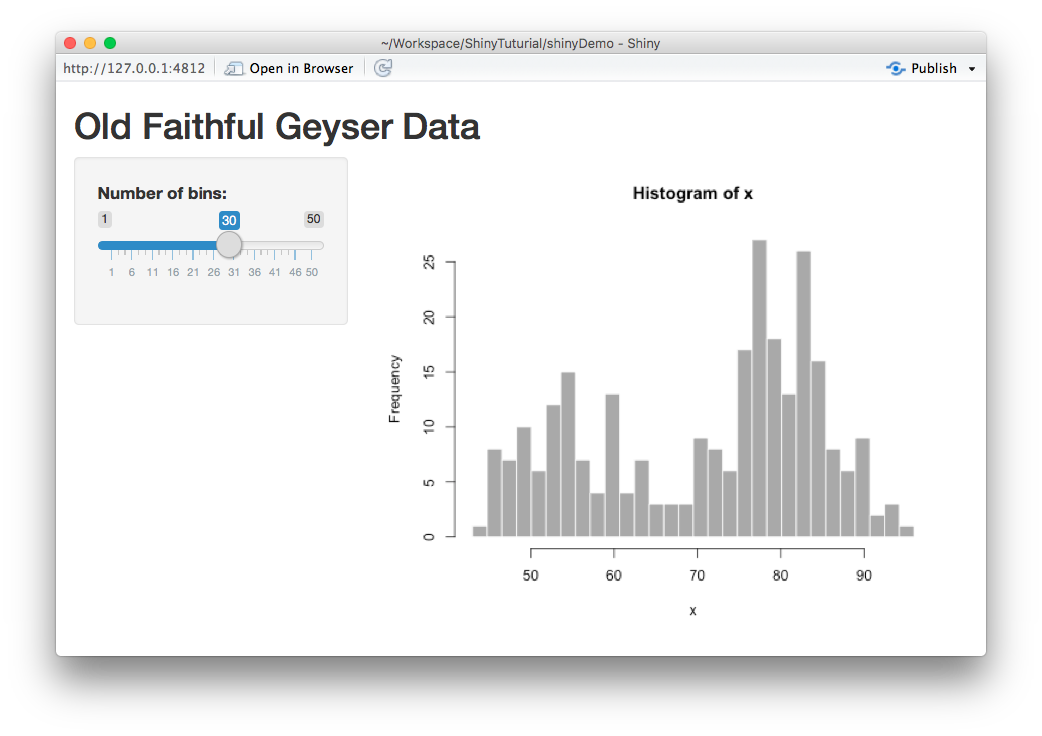 ~/Workspace/ShinyTuturial/shinyDemo - Shiny
http://127.0.0.1:4812 Open in Browser Publish
Old Faithful Geyser Data
Number of bins:
1 30 50
1 6 11 16 21 26 31 36 41 46 50
Histogram of x
Frequency
25
20
15
10
5
0
50 60 70 80 90
x